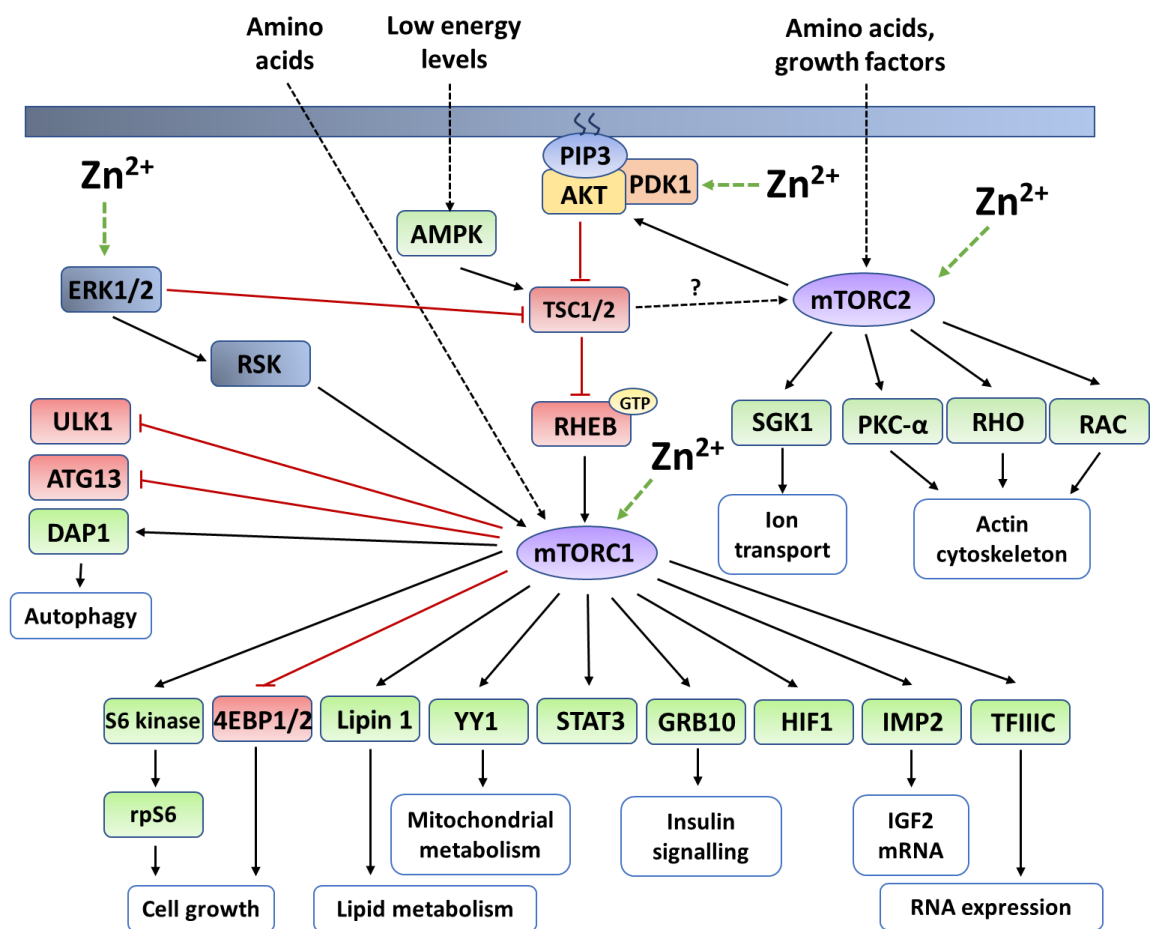 Amino
acids
Low energy
levels
Amino acids,
growth factors
PIP3
AKT
PDK1
Zn2+
Zn2+
Zn2+
AMPK
ERK1/2
TSC1/2
?
mTORC2
RSK
GTP
RHEB
ULK1
ATG13
DAP1
Autophagy
Zn2+
SGK1
PKC-α
RHO
RAC
Ion
transport
Actin
cytoskeleton
mTORC1
S6 kinase
4EBP1/2
Lipin 1
YY1
STAT3
GRB10
HIF1
IMP2
TFIIIC
rpS6
Mitochondrial
metabolism
Insulin
signalling
IGF2
mRNA
Cell growth
Lipid metabolism
RNA expression